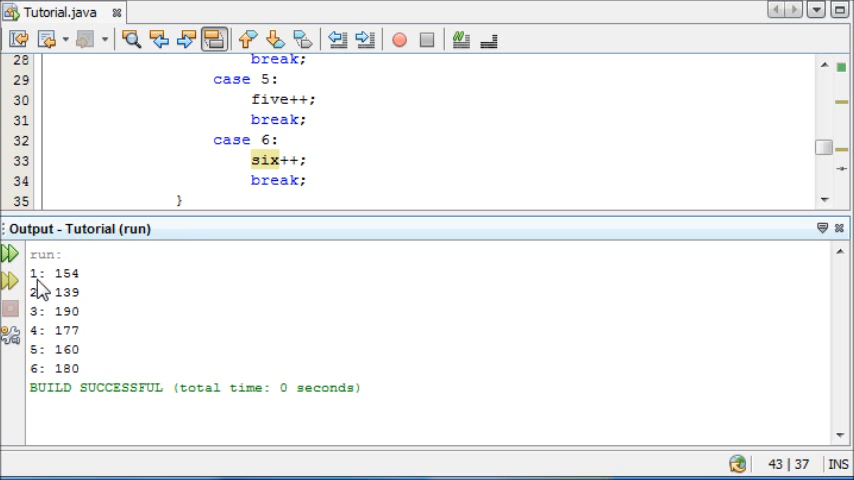 Tutorial.java
28 break;
29 case 5:
30 five++;
31 break;
32 case 6:
33 six++;
34 break;
35 }
Output - Tutorial (run)
run:
1: 154
2: 139
3: 190
4: 177
5: 160
6: 180
BUILD SUCCESSFUL (total time: 0 seconds)
43 | 37 INS